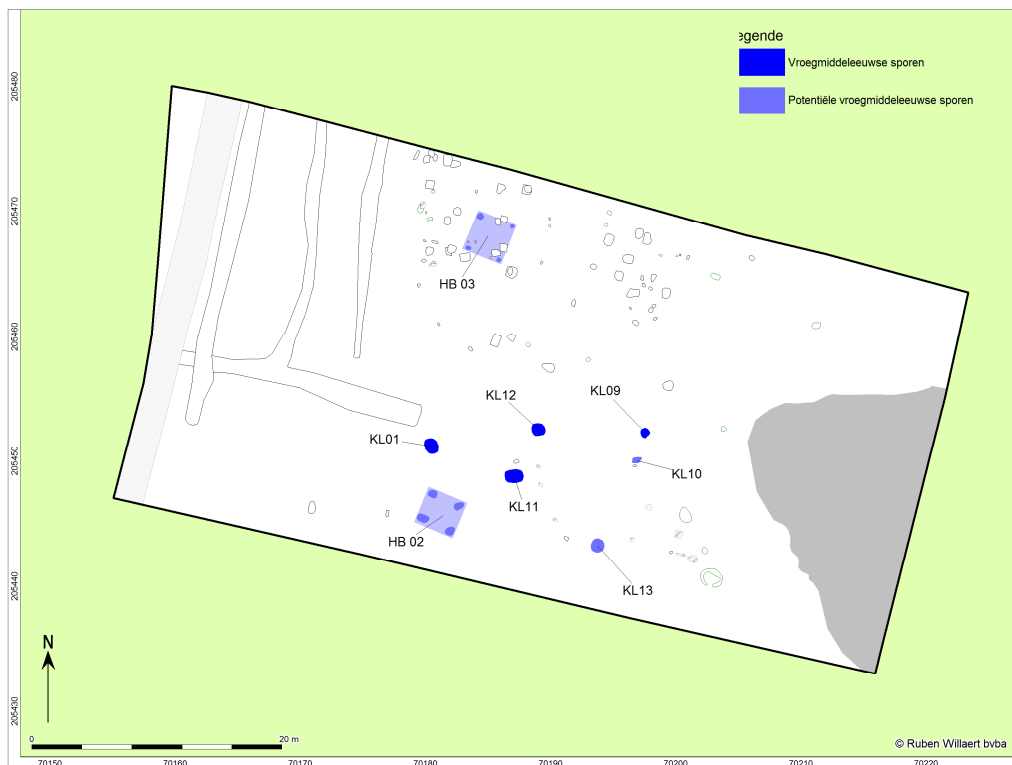 egende
Vroegmiddeleeuwse sporen
Potentiële vroegmiddeleeuwse sporen
205480
205470
205460
205450
205440
205430
HB 03
KL12
KL09
KL01
KL10
KL11
HB 02
KL13
N
0
20 m
© Ruben Willaert bvba
70150
70160
70170
70180
70190
70200
70210
70220